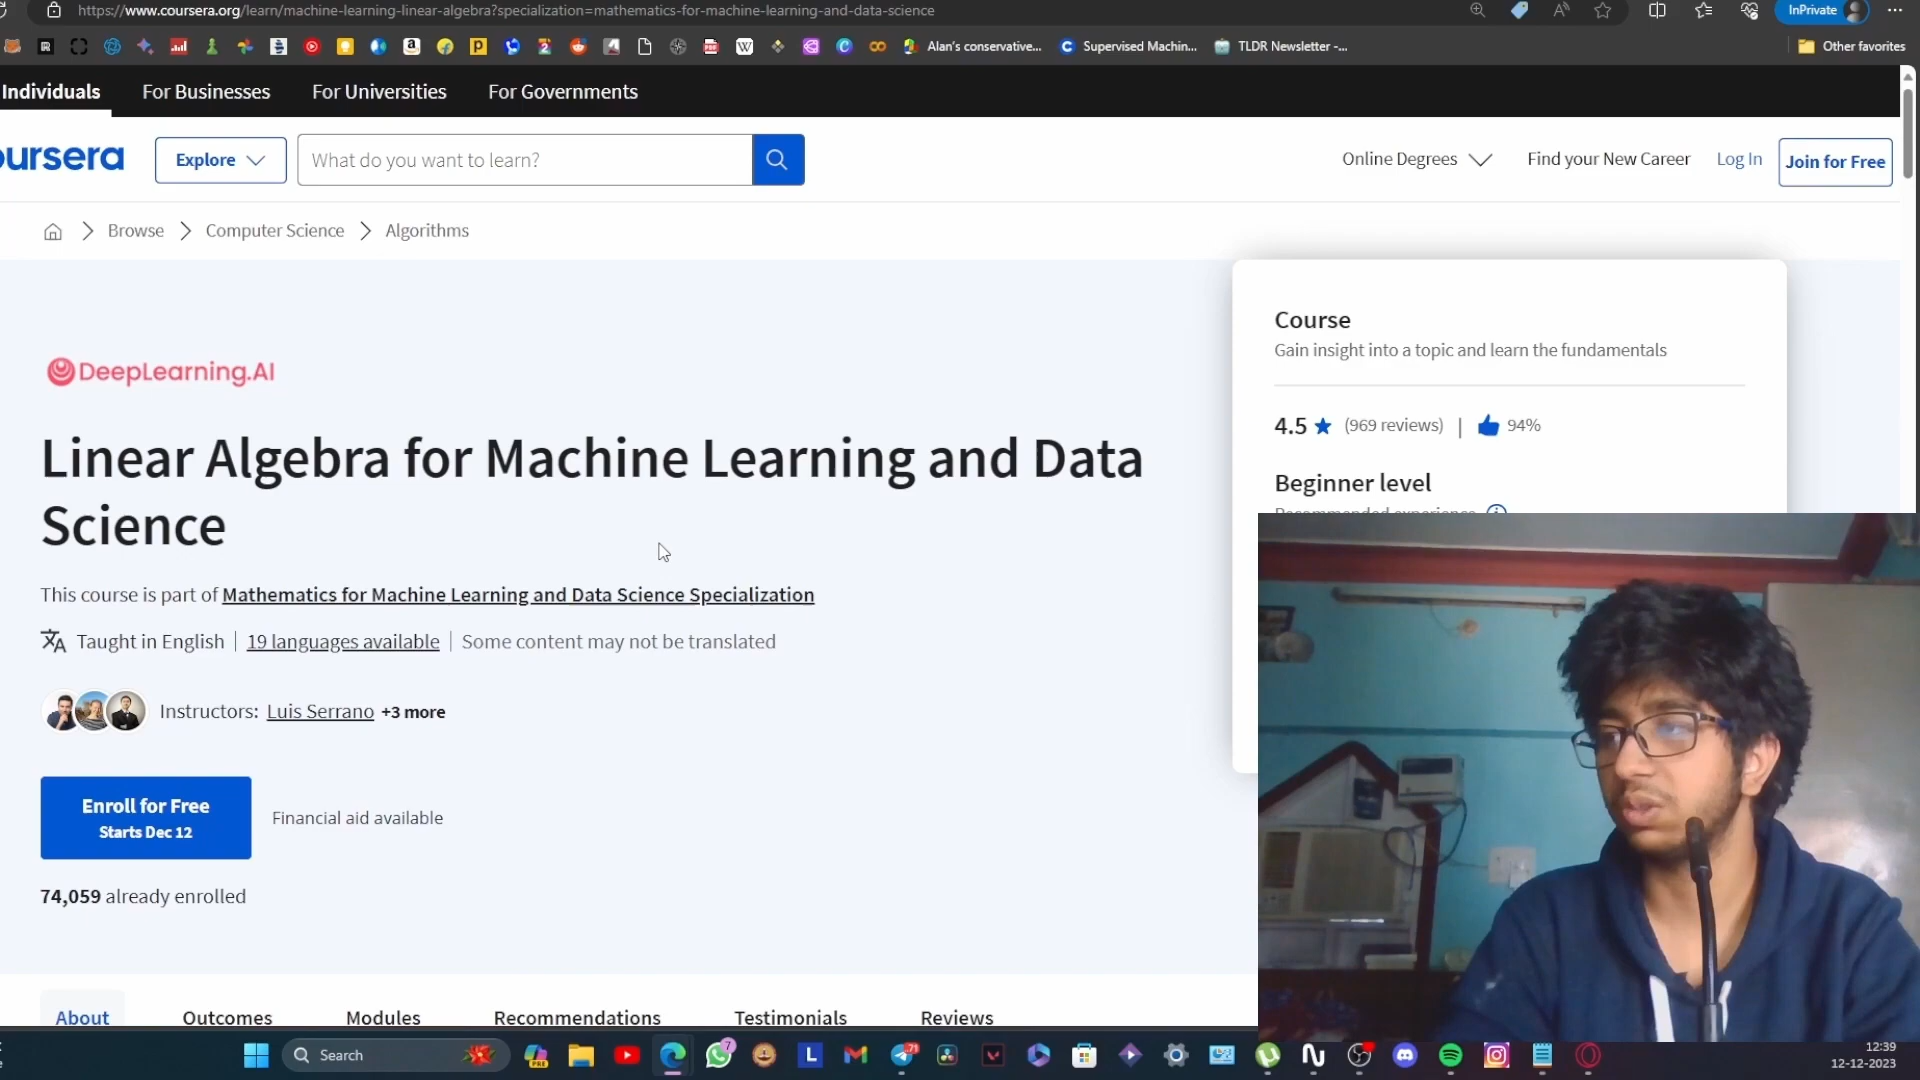 https://www.coursera.org/learn/machine-learning-linear-algebra?specialization=mathematics-for-machine-learning-and-data-science
InPrivate
Alan's conservative...
Supervised Machin...
TLDR Newsletter -...
Other favorites
Individuals
For Businesses
For Universities
For Governments
oursera
Explore
What do you want to learn?
Online Degrees
Find your New Career
Log In
Join for Free
Browse
Computer Science
Algorithms
DeepLearning.AI
Linear Algebra for Machine Learning and Data
Science
This course is part of Mathematics for Machine Learning and Data Science Specialization
Taught in English | 19 languages available | Some content may not be translated
Instructors: Luis Serrano +3 more
Enroll for Free
Starts Dec 12
Financial aid available
74,059 already enrolled
Course
Gain insight into a topic and learn the fundamentals
4.5 (969 reviews) | 94%
Beginner level
Recommended experience
About
Outcomes
Modules
Recommendations
Testimonials
Reviews
Search
12:39
12-12-2023